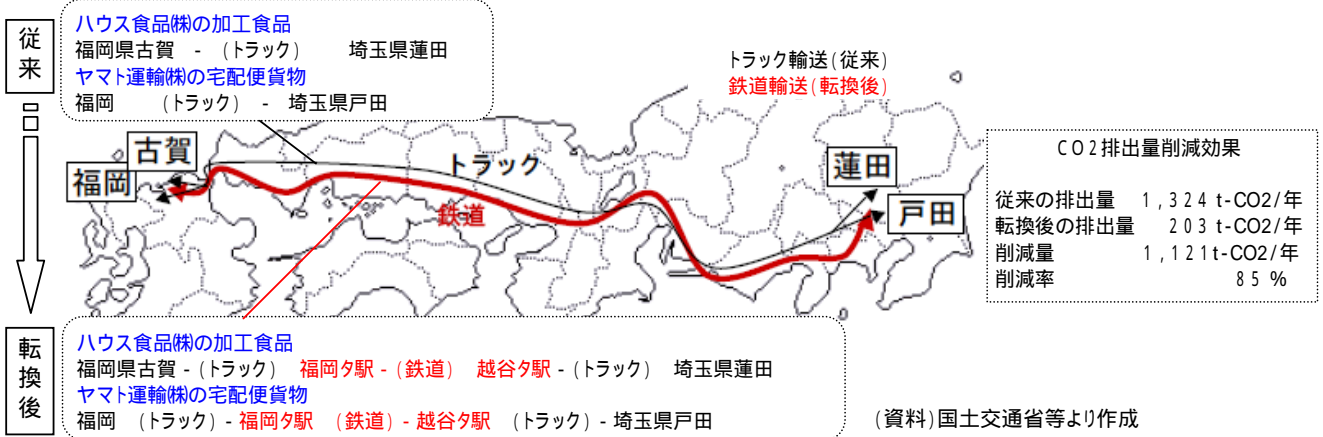 従来
ハウス食品㈱の加工食品
福岡県古賀 - (トラック) 埼玉県蓮田
ヤマト運輸㈱の宅配便貨物
福岡 (トラック) - 埼玉県戸田
トラック輸送(従来)
鉄道輸送(転換後)
古賀
福岡
トラック
鉄道
蓮田
戸田
CO2排出量削減効果
従来の排出量 1,324 t-CO2/年
転換後の排出量 203 t-CO2/年
削減量 1,121t-CO2/年
削減率 85 %
転換後
ハウス食品㈱の加工食品
福岡県古賀 - (トラック) 福岡タ駅 - (鉄道) 越谷タ駅 - (トラック) 埼玉県蓮田
ヤマト運輸㈱の宅配便貨物
福岡 (トラック) - 福岡タ駅 (鉄道) - 越谷タ駅 (トラック) - 埼玉県戸田
(資料)国土交通省等より作成